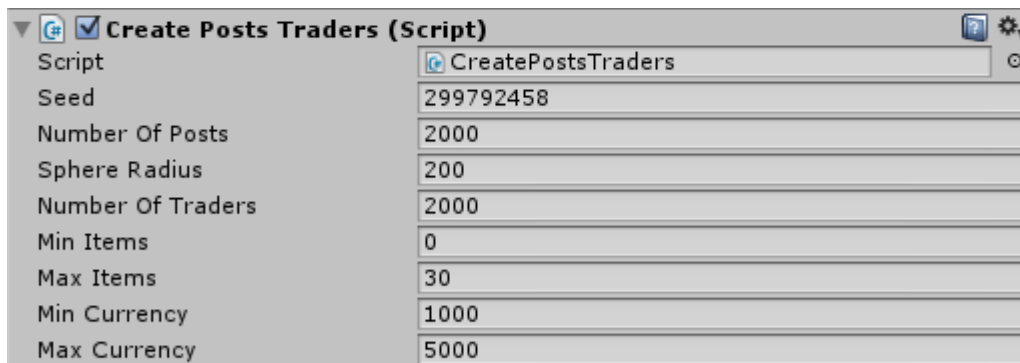 Create Posts Traders (Script)
Script CreatePostsTraders
Seed 299792458
Number Of Posts 2000
Sphere Radius 200
Number Of Traders 2000
Min Items 0
Max Items 30
Min Currency 1000
Max Currency 5000